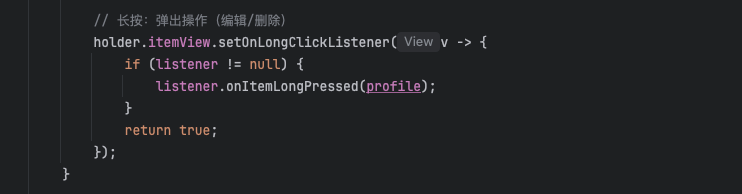 // 长按：弹出操作（编辑/删除）
holder.itemView.setOnLongClickListener( View v -> {
if (listener != null) {
listener.onItemLongPressed(profile);
}
return true;
});
}